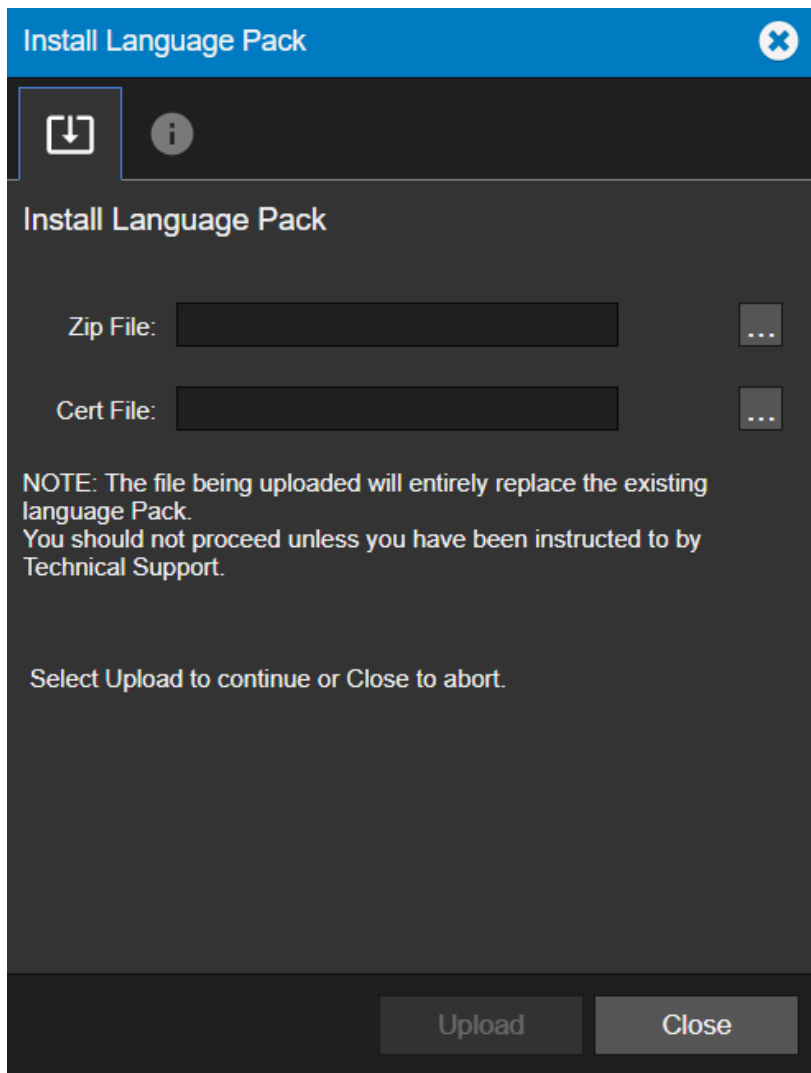 Install Language Pack
Install Language Pack
Zip File:
...
Cert File:
...
NOTE: The file being uploaded will entirely replace the existing
language Pack.
You should not proceed unless you have been instructed to by
Technical Support.
Select Upload to continue or Close to abort.
Upload Close